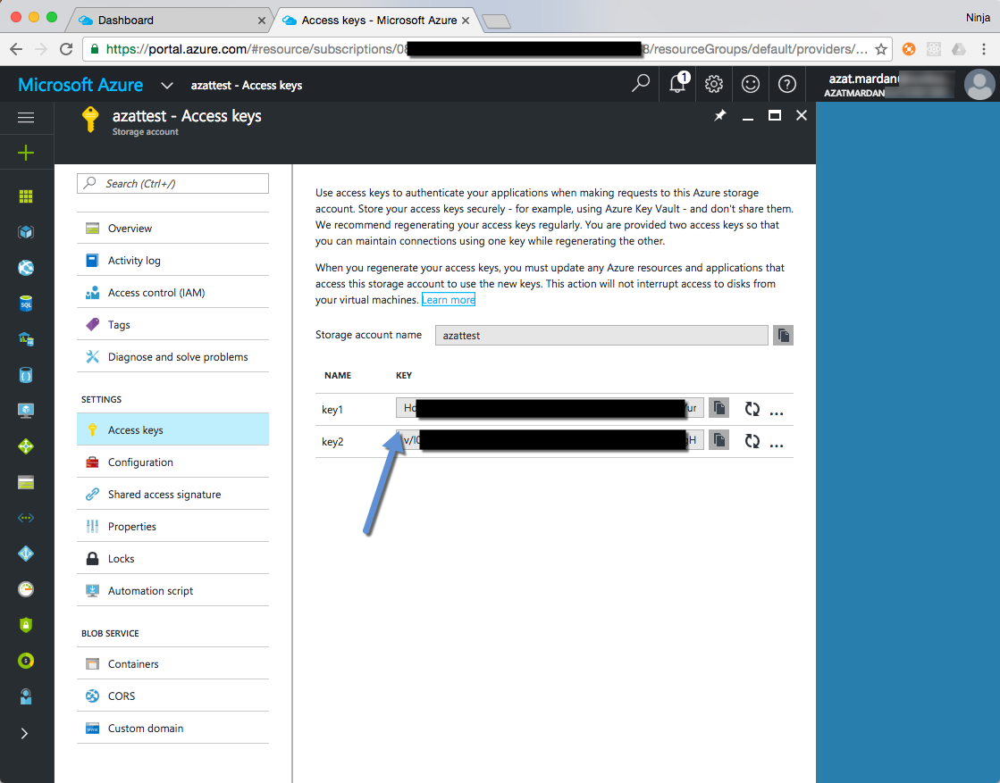 Dashboard
Access keys - Microsoft Azure
Ninja
https://portal.azure.com/#resource/subscriptions/08
8/resourceGroups/default/providers/...
Microsoft Azure
azattest - Access keys
1
azat.mardan
AZATMARDAN
azattest - Access keys
Storage account
Search (Ctrl+/)
Overview
Activity log
Access control (IAM)
Tags
Diagnose and solve problems
SETTINGS
Access keys
Configuration
Shared access signature
Properties
Locks
Automation script
BLOB SERVICE
Containers
CORS
Custom domain
Use access keys to authenticate your applications when making requests to this Azure storage
account. Store your access keys securely - for example, using Azure Key Vault - and don't share them.
We recommend regenerating your access keys regularly. You are provided two access keys so that
you can maintain connections using one key while regenerating the other.
When you regenerate your access keys, you must update any Azure resources and applications that
access this storage account to use the new keys. This action will not interrupt access to disks from
your virtual machines. Learn more
Storage account name
azattest
NAME
KEY
key1
key2
SQL
www